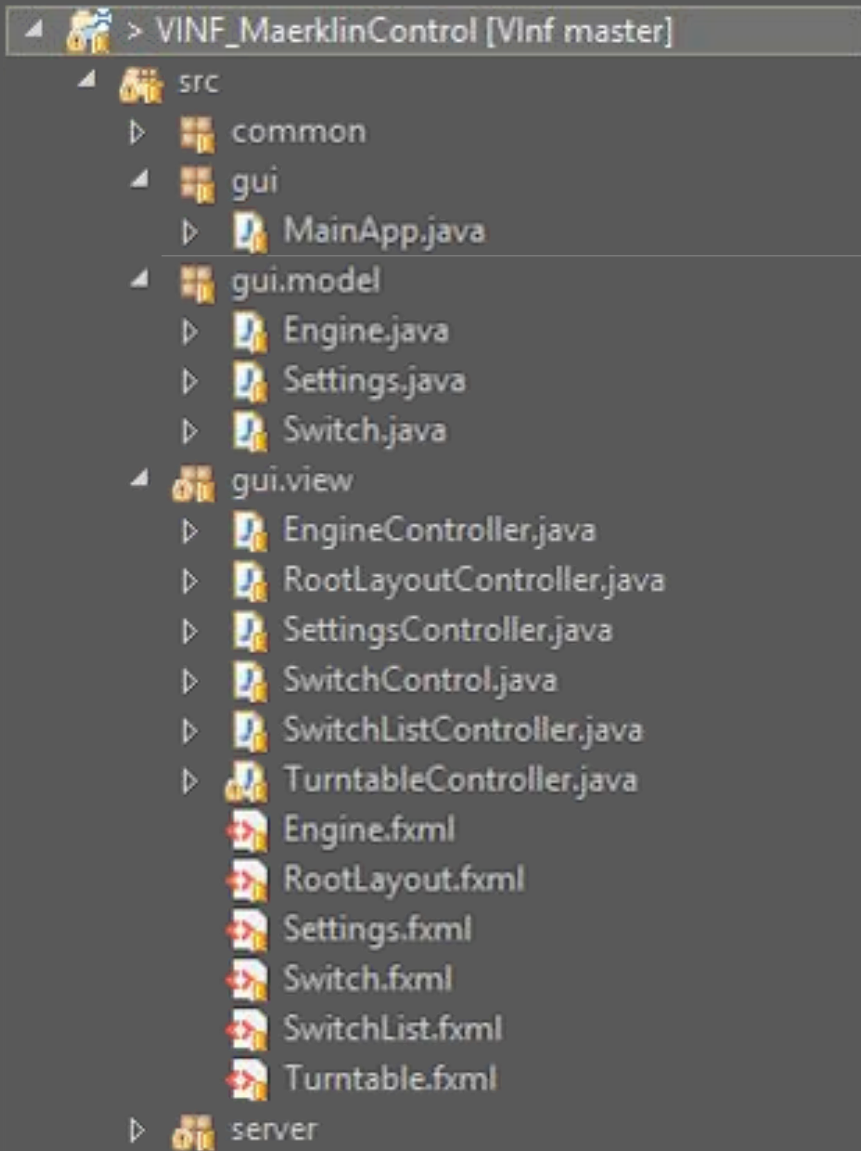 > VINF_MaerklinControl [VInf master]
src
common
gui
MainApp.java
gui.model
Engine.java
Settings.java
Switch.java
gui.view
EngineController.java
RootLayoutController.java
SettingsController.java
SwitchControl.java
SwitchListController.java
TurntableController.java
Engine.fxml
RootLayout.fxml
Settings.fxml
Switch.fxml
SwitchList.fxml
Turntable.fxml
server